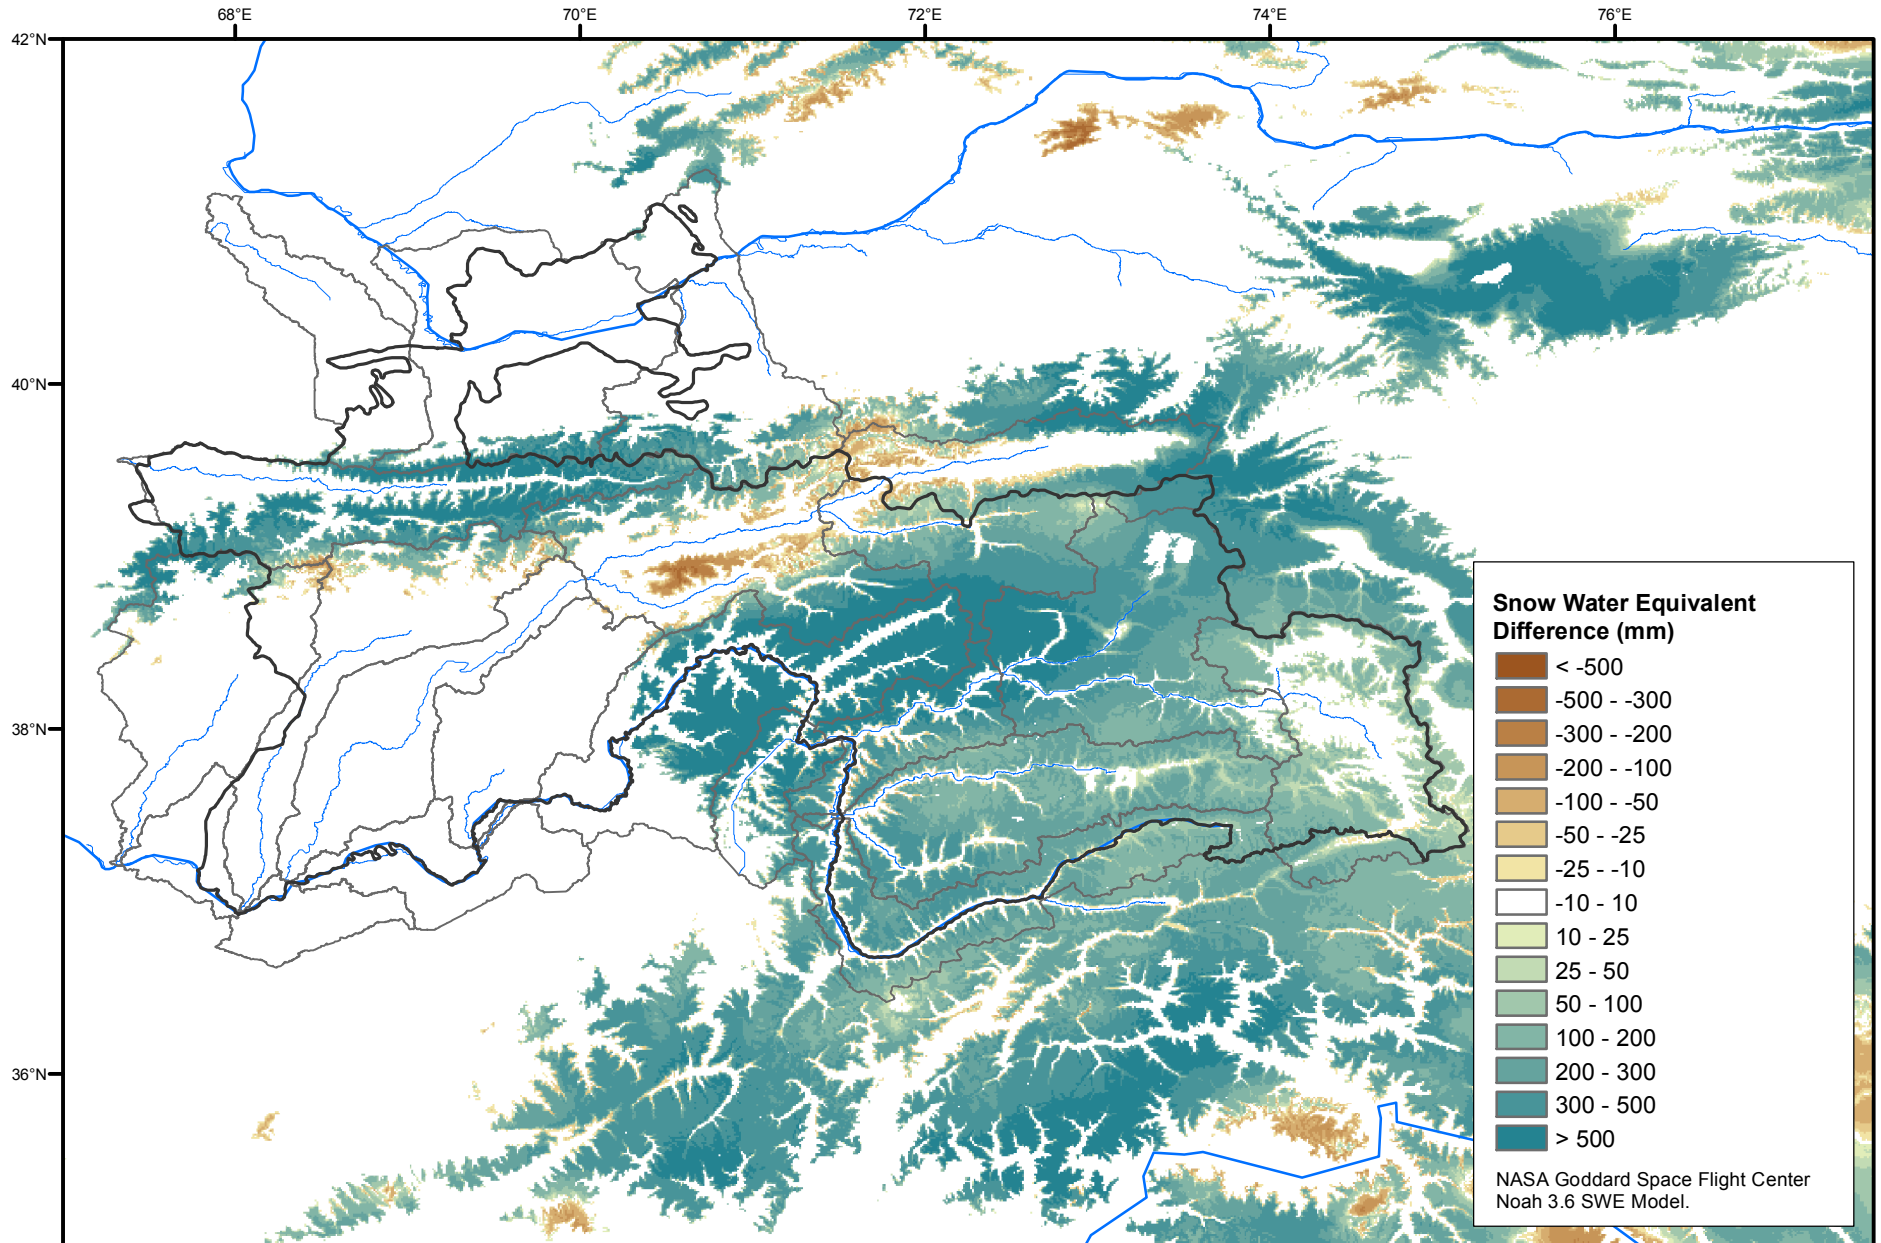 68°E
70°E
72°E
74°E
76°E
42°N
40°N
38°N
36°N
Snow Water Equivalent
Difference (mm)
< -500
-500 - -300
-300 - -200
-200 - -100
-100 - -50
-50 - -25
-25 - -10
-10 - 10
10 - 25
25 - 50
50 - 100
100 - 200
200 - 300
300 - 500
> 500
NASA Goddard Space Flight Center
Noah 3.6 SWE Model.